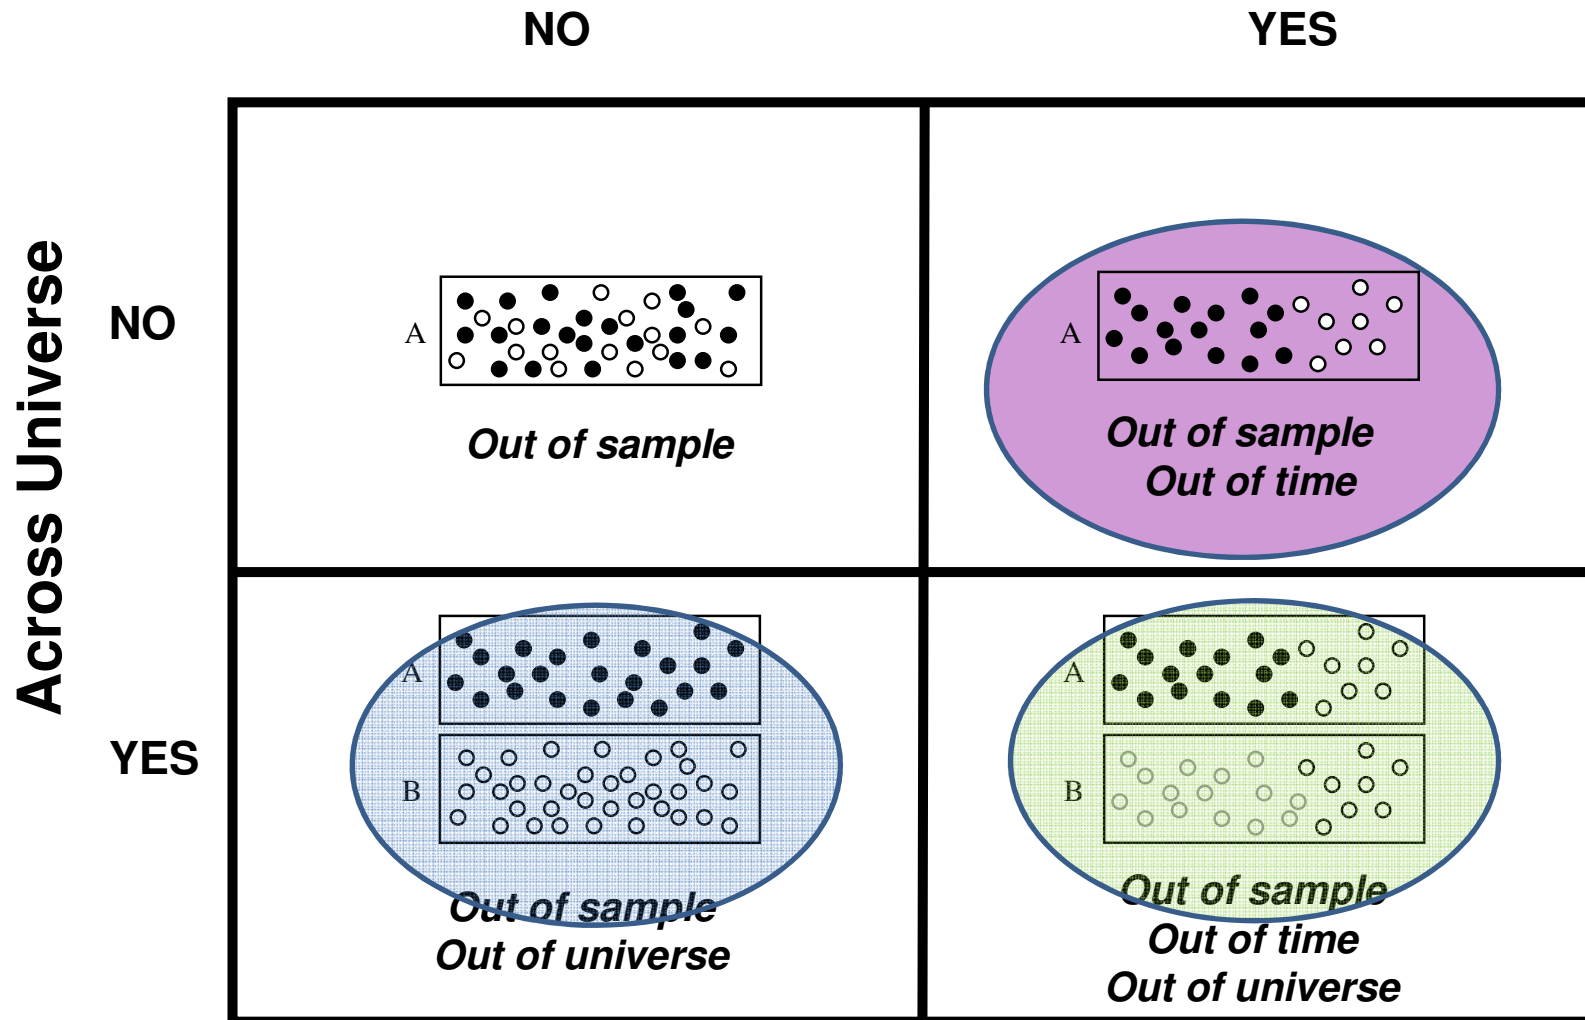 NO
YES
Across Universe
NO
A
Out of sample
A
Out of sample
Out of time
YES
A
B
Out of sample
Out of universe
A
B
Out of sample
Out of time
Out of universe